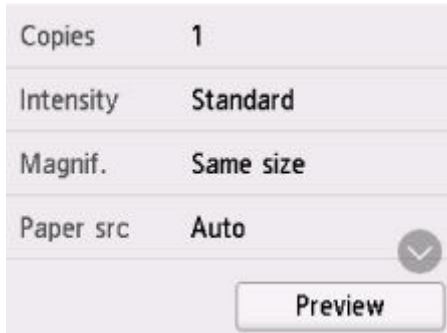 Copies 1
Intensity Standard
Magnif. Same size
Paper src Auto
Preview